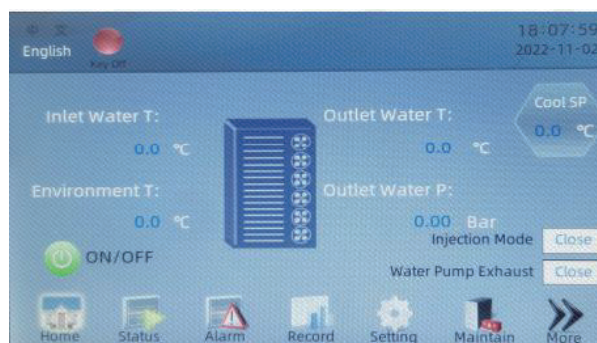 中 文
English
Key Off
18:07:59
2022-11-02
Inlet Water T:
0.0 ℃
Outlet Water T:
0.0 ℃
Cool SP
0.0 ℃
Environment T:
0.0 ℃
Outlet Water P:
0.00 Bar
Injection Mode Close
ON/OFF
Water Pump Exhaust Close
Home Status Alarm Record Setting Maintain More